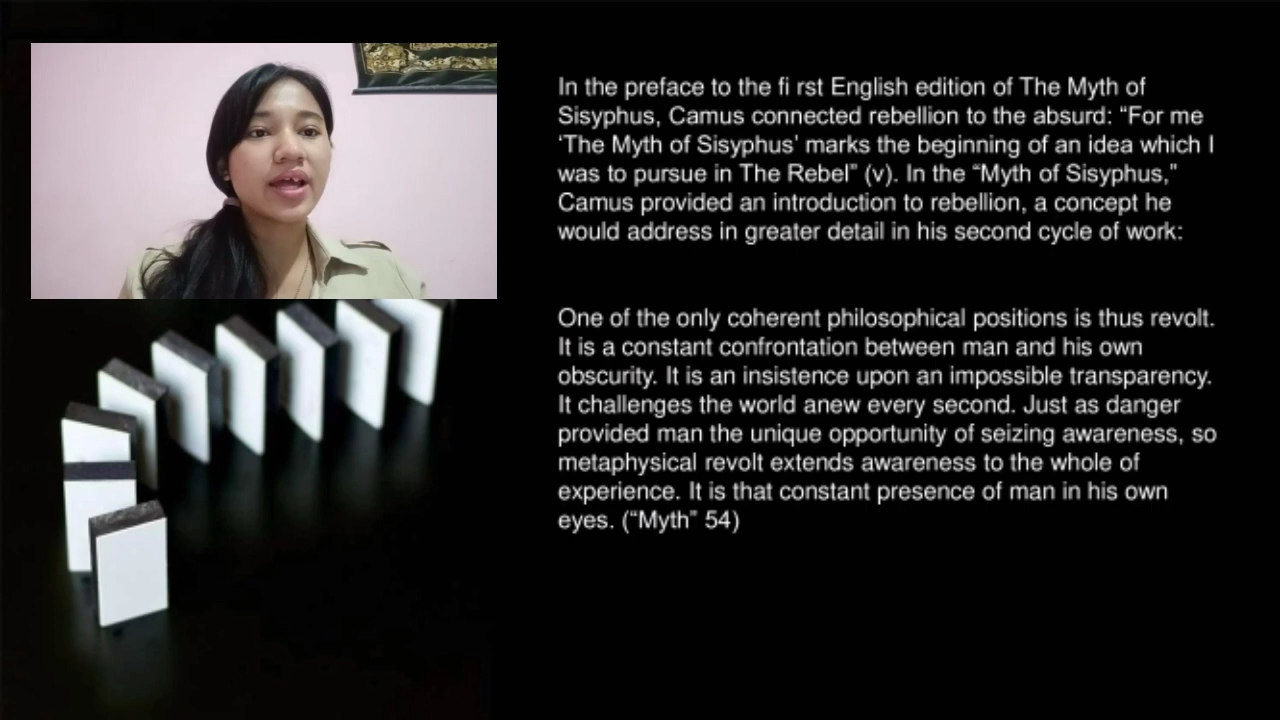 In the preface to the fi rst English edition of The Myth of
Sisyphus, Camus connected rebellion to the absurd: “For me
‘The Myth of Sisyphus’ marks the beginning of an idea which I
was to pursue in The Rebel” (v). In the “Myth of Sisyphus,”
Camus provided an introduction to rebellion, a concept he
would address in greater detail in his second cycle of work:
One of the only coherent philosophical positions is thus revolt.
It is a constant confrontation between man and his own
obscurity. It is an insistence upon an impossible transparency.
It challenges the world anew every second. Just as danger
provided man the unique opportunity of seizing awareness, so
metaphysical revolt extends awareness to the whole of
experience. It is that constant presence of man in his own
eyes. (“Myth” 54)